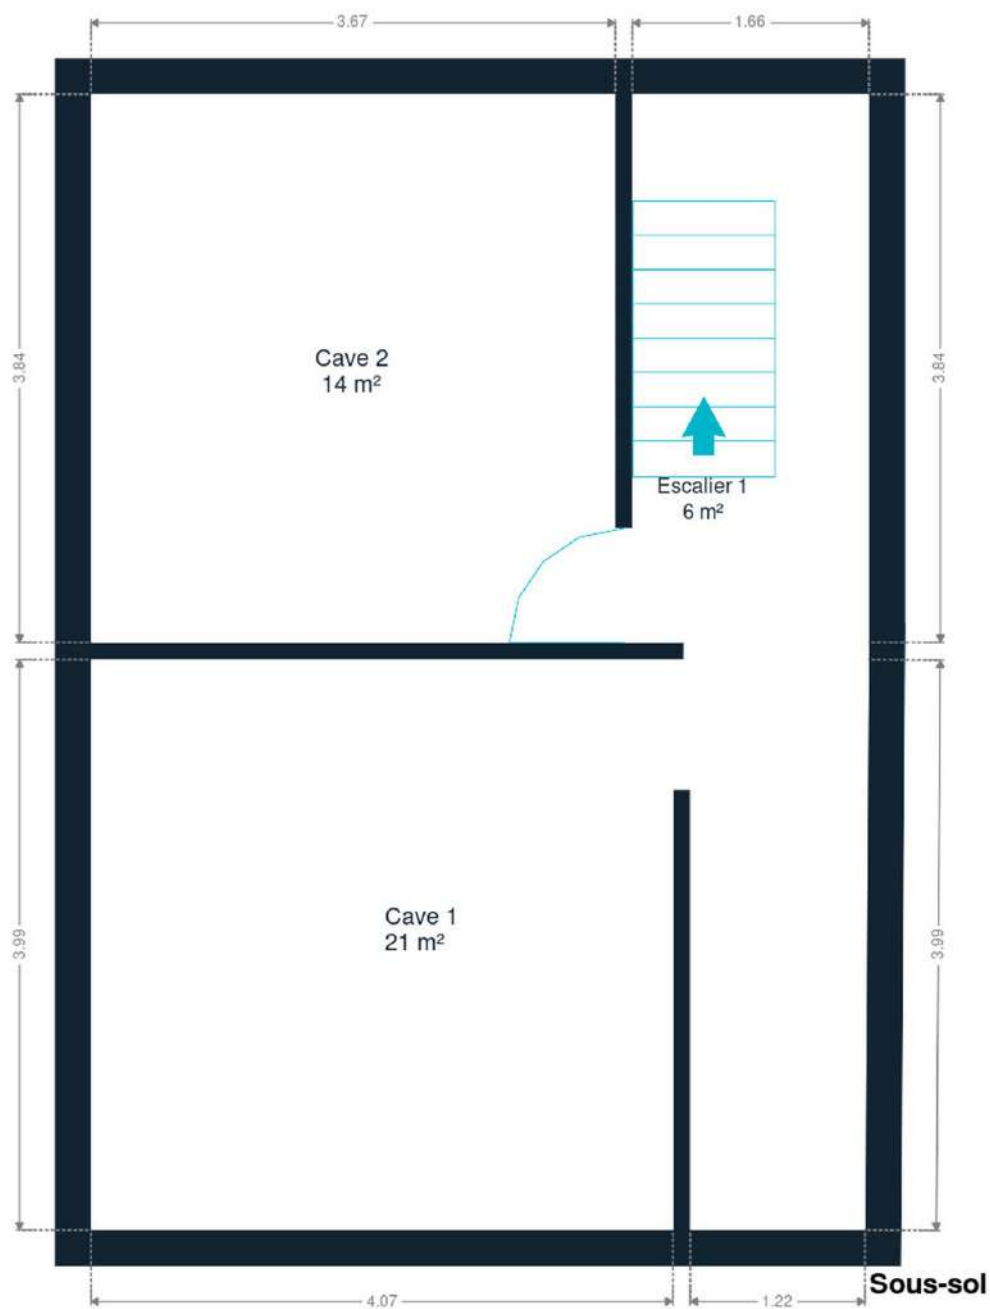 3.67
1.66
3.84
3.84
Cave 2
14 m²
Escalier 1
6 m²
Cave 1
21 m²
3.99
3.99
Sous-sol
4.07
1.22